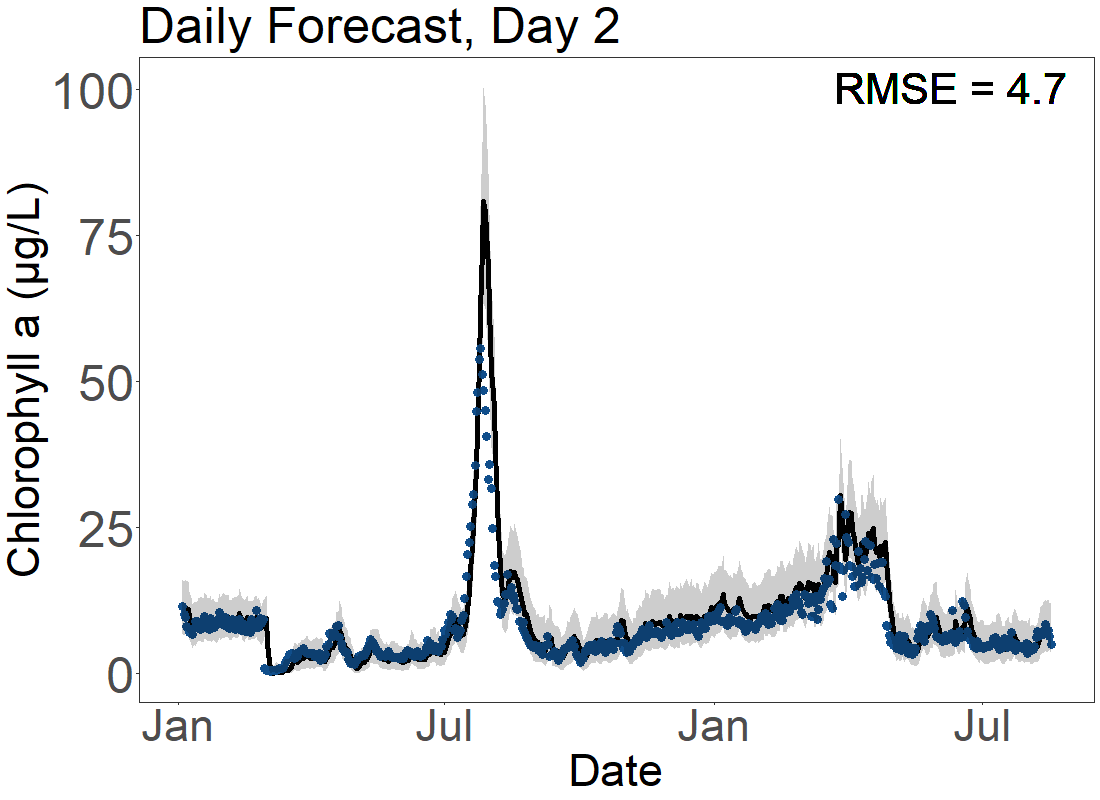 Daily Forecast, Day 2
RMSE = 4.7
Chlorophyll a (µg/L)
100
75
50
25
0
Jan
Jul
Jan
Jul
Date